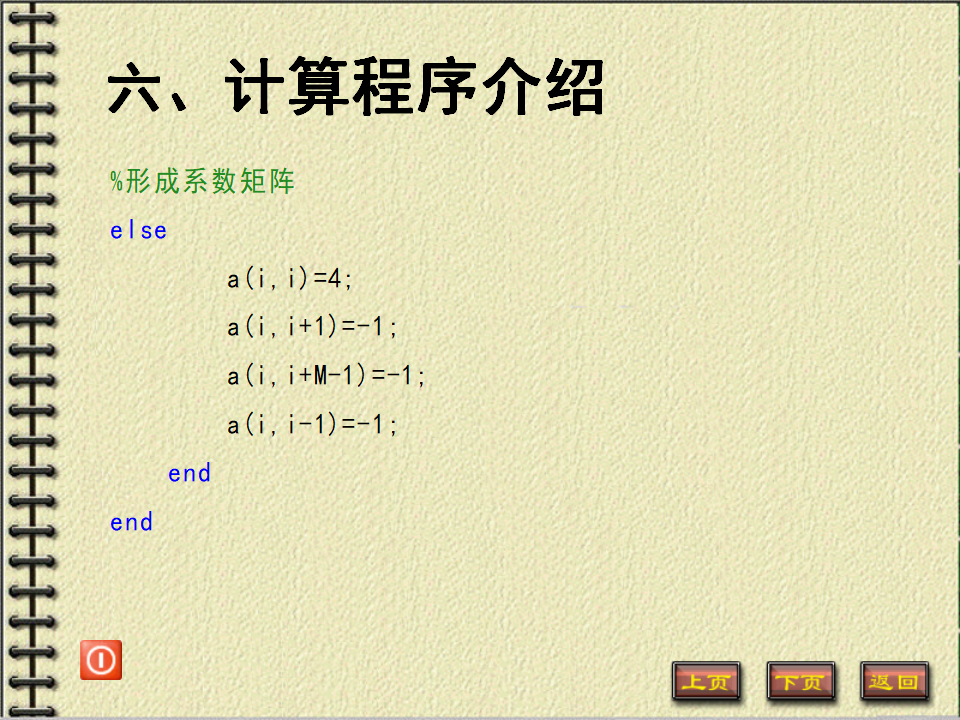 六、计算程序介绍
%形成系数矩阵
else
a(i,i)=4;
a(i,i+1)=-1;
a(i,i+M-1)=-1;
a(i,i-1)=-1;
end
end
上页 下页 返回